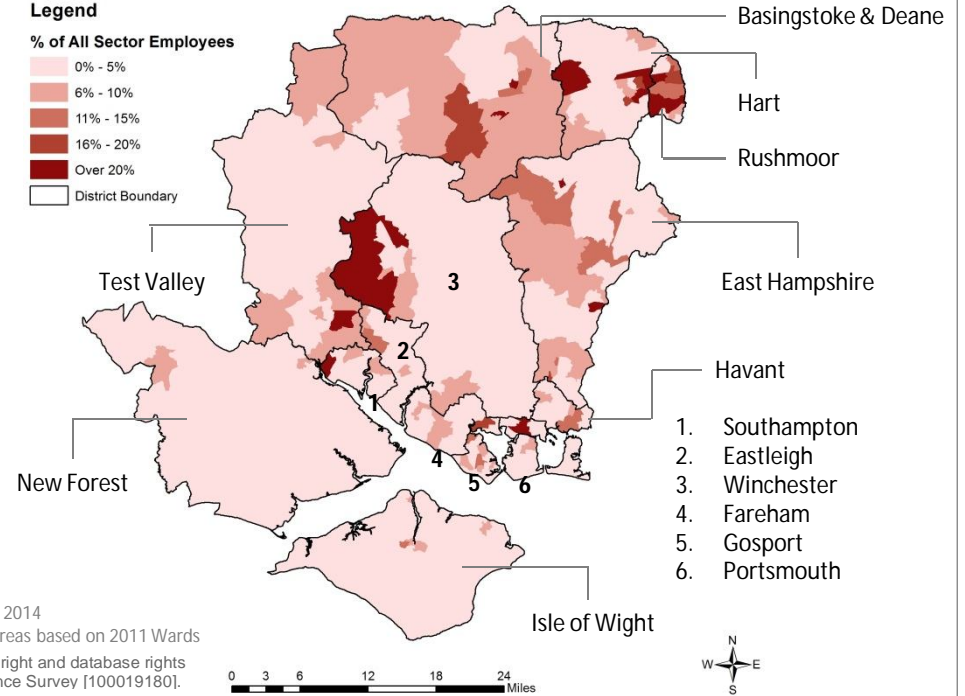 Legend
% of All Sector Employees
0% - 5%
6% - 10%
11% - 15%
16% - 20%
Over 20%
District Boundary
Basingstoke & Deane
Hart
Rushmoor
Test Valley
3
East Hampshire
2
Havant
1
New Forest
4
5
6
1. Southampton
2. Eastleigh
3. Winchester
4. Fareham
5. Gosport
6. Portsmouth
Isle of Wight
2014
reas based on 2011 Wards
right and database rights
nce Survey [100019180].
0 3 6 12 18 24
Miles
N
W E
S